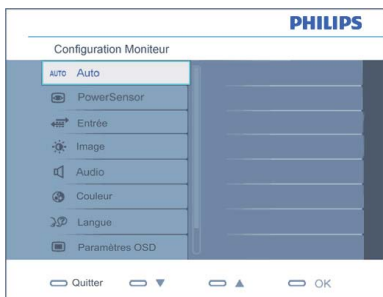 PHILIPS
Configuration Moniteur
AUTO Auto
PowerSensor
Entrée
Image
Audio
Couleur
Langue
Paramètres OSD
Quitter ▼ ▲ OK